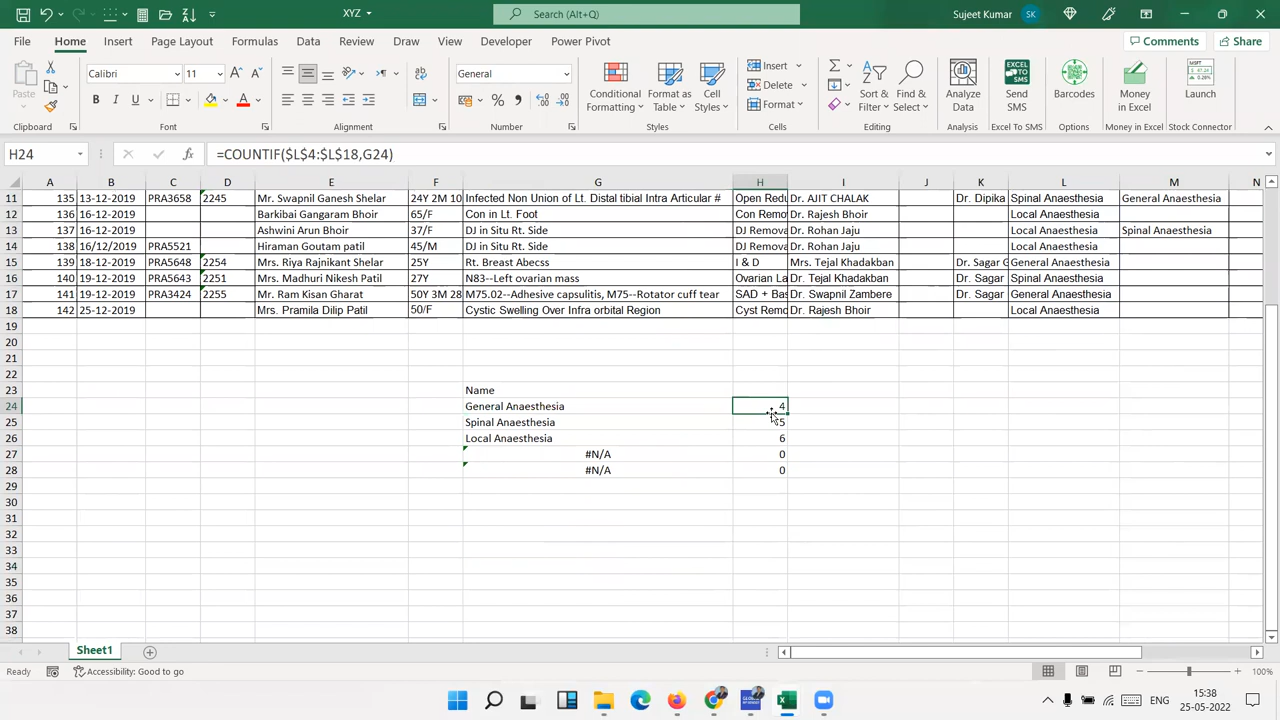 XYZ
Search (Alt+Q)
Sujeet Kumar SK
File Home Insert Page Layout Formulas Data Review View Developer Power Pivot Comments Share
Paste Calibri 11 General Conditional Formatting Format as Table Cell Styles Insert Delete Format Sort & Filter Find & Select Analyze Data Send SMS Barcodes Money in Excel Launch
Clipboard Font Alignment Number Styles Cells Editing Analysis Excel To SMS Options Money in Excel Stock Connector
H24 =COUNTIF($L$4:$L$18,G24)
A B C D E F G H I J K L M N
11 135 13-12-2019 PRA3658 2245 Mr. Swapnil Ganesh Shelar 24Y 2M 10 Infected Non Union of Lt. Distal tibial Intra Articular # Open Redu Dr. AJIT CHALAK Dr. Dipika Spinal Anaesthesia General Anaesthesia
12 136 16-12-2019 Barkibai Gangaram Bhoir 65/F Con in Lt. Foot Con Remo Dr. Rajesh Bhoir Local Anaesthesia
13 137 16-12-2019 Ashwini Arun Bhoir 37/F DJ in Situ Rt. Side DJ Remova Dr. Rohan Jaju Local Anaesthesia Spinal Anaesthesia
14 138 16/12/2019 PRA5521 Hiraman Goutam patil 45/M DJ in Situ Rt. Side DJ Remova Dr. Rohan Jaju Local Anaesthesia
15 139 18-12-2019 PRA5648 2254 Mrs. Riya Rajnikant Shelar 25Y Rt. Breast Abecss I & D Mrs. Tejal Khadakban Dr. Sagar G General Anaesthesia
16 140 19-12-2019 PRA5643 2251 Mrs. Madhuri Nikesh Patil 27Y N83--Left ovarian mass Ovarian La Dr. Tejal Khadakban Dr. Sagar Spinal Anaesthesia
17 141 19-12-2019 PRA3424 2255 Mr. Ram Kisan Gharat 50Y 3M 28 M75.02--Adhesive capsulitis, M75--Rotator cuff tear SAD + Bas Dr. Swapnil Zambere Dr. Sagar General Anaesthesia
18 142 25-12-2019 Mrs. Pramila Dilip Patil 50/F Cystic Swelling Over Infra orbital Region Cyst Remo Dr. Rajesh Bhoir Local Anaesthesia
19
20
21
22
23 Name
24 General Anaesthesia 4
25 Spinal Anaesthesia 5
26 Local Anaesthesia 6
27 #N/A 0
28 #N/A 0
29
30
31
32
33
34
35
36
37
38
Sheet1
Ready Accessibility: Good to go 100%
ENG 15:38
25-05-2022